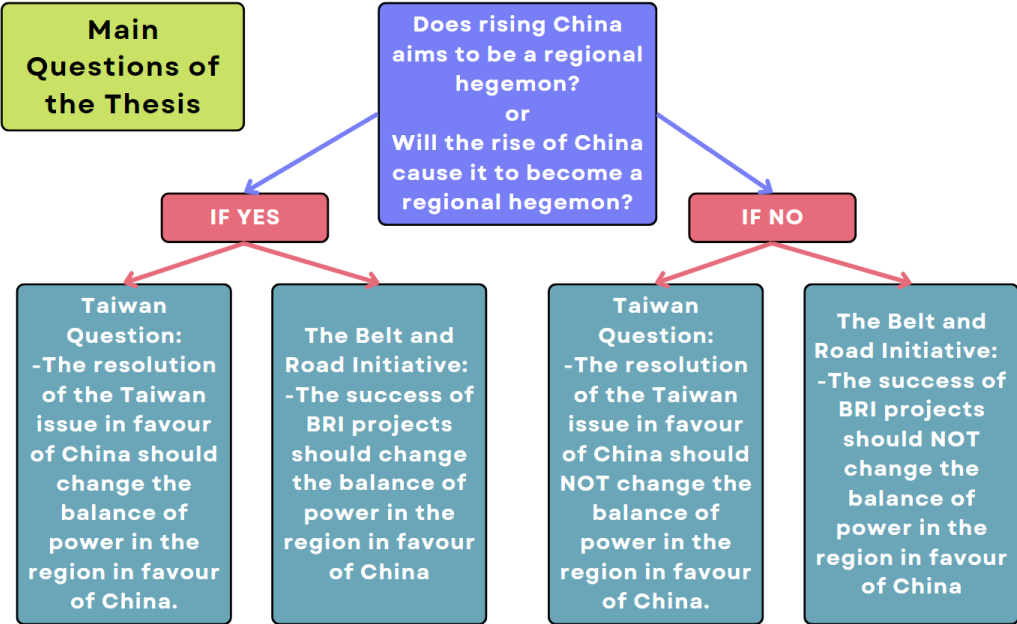 Main
Questions of
the Thesis
Does rising China
aims to be a regional
hegemon?
or
Will the rise of China
cause it to become a
regional hegemon?
IF YES
IF NO
Taiwan
Question:
-The resolution
of the Taiwan
issue in favour
of China should
change the
balance of
power in the
region in favour
of China.
The Belt and
Road Initiative:
-The success of
BRI projects
should change
the balance of
power in the
region in favour
of China
Taiwan
Question:
-The resolution
of the Taiwan
issue in favour
of China should
NOT change the
balance of
power in the
region in favour
of China.
The Belt and
Road Initiative:
-The success of
BRI projects
should NOT
change the
balance of
power in the
region in favour
of China